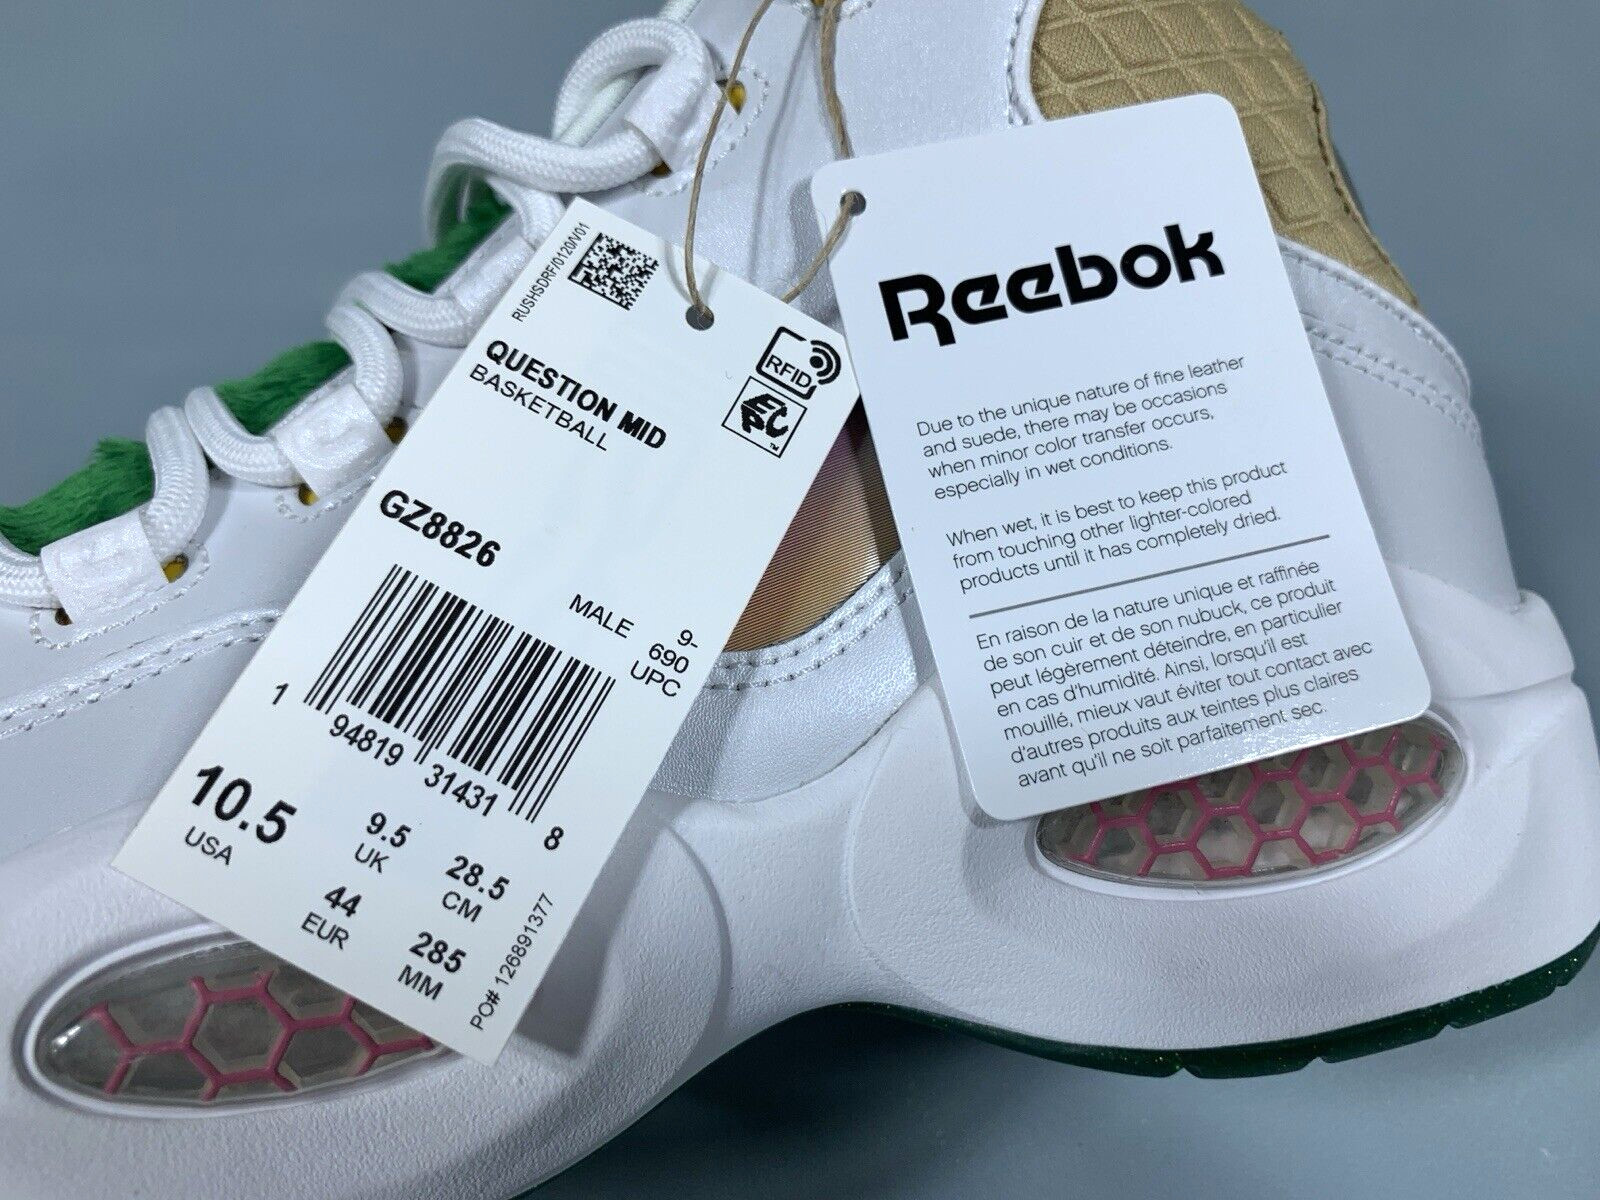 RUSHSDRF/0120/V01
QUESTION MID
BASKETBALL
RFID
EPC
TM
GZ8826
MALE
9-
690
UPC
1
94819
31431
8
10.5
USA
9.5
UK
28.5
CM
44
EUR
285
MM
PO# 126891377
Reebok
Due to the unique nature of fine leather
and suede, there may be occasions
when minor color transfer occurs,
especially in wet conditions.
When wet, it is best to keep this product
from touching other lighter-colored
products until it has completely dried.
En raison de la nature unique et raffinée
de son cuir et de son nubuck, ce produit
peut légèrement déteindre, en particulier
en cas d'humidité. Ainsi, lorsqu'il est
mouillé, mieux vaut éviter tout contact avec
d'autres produits aux teintes plus claires
avant qu'il ne soit parfaitement sec.